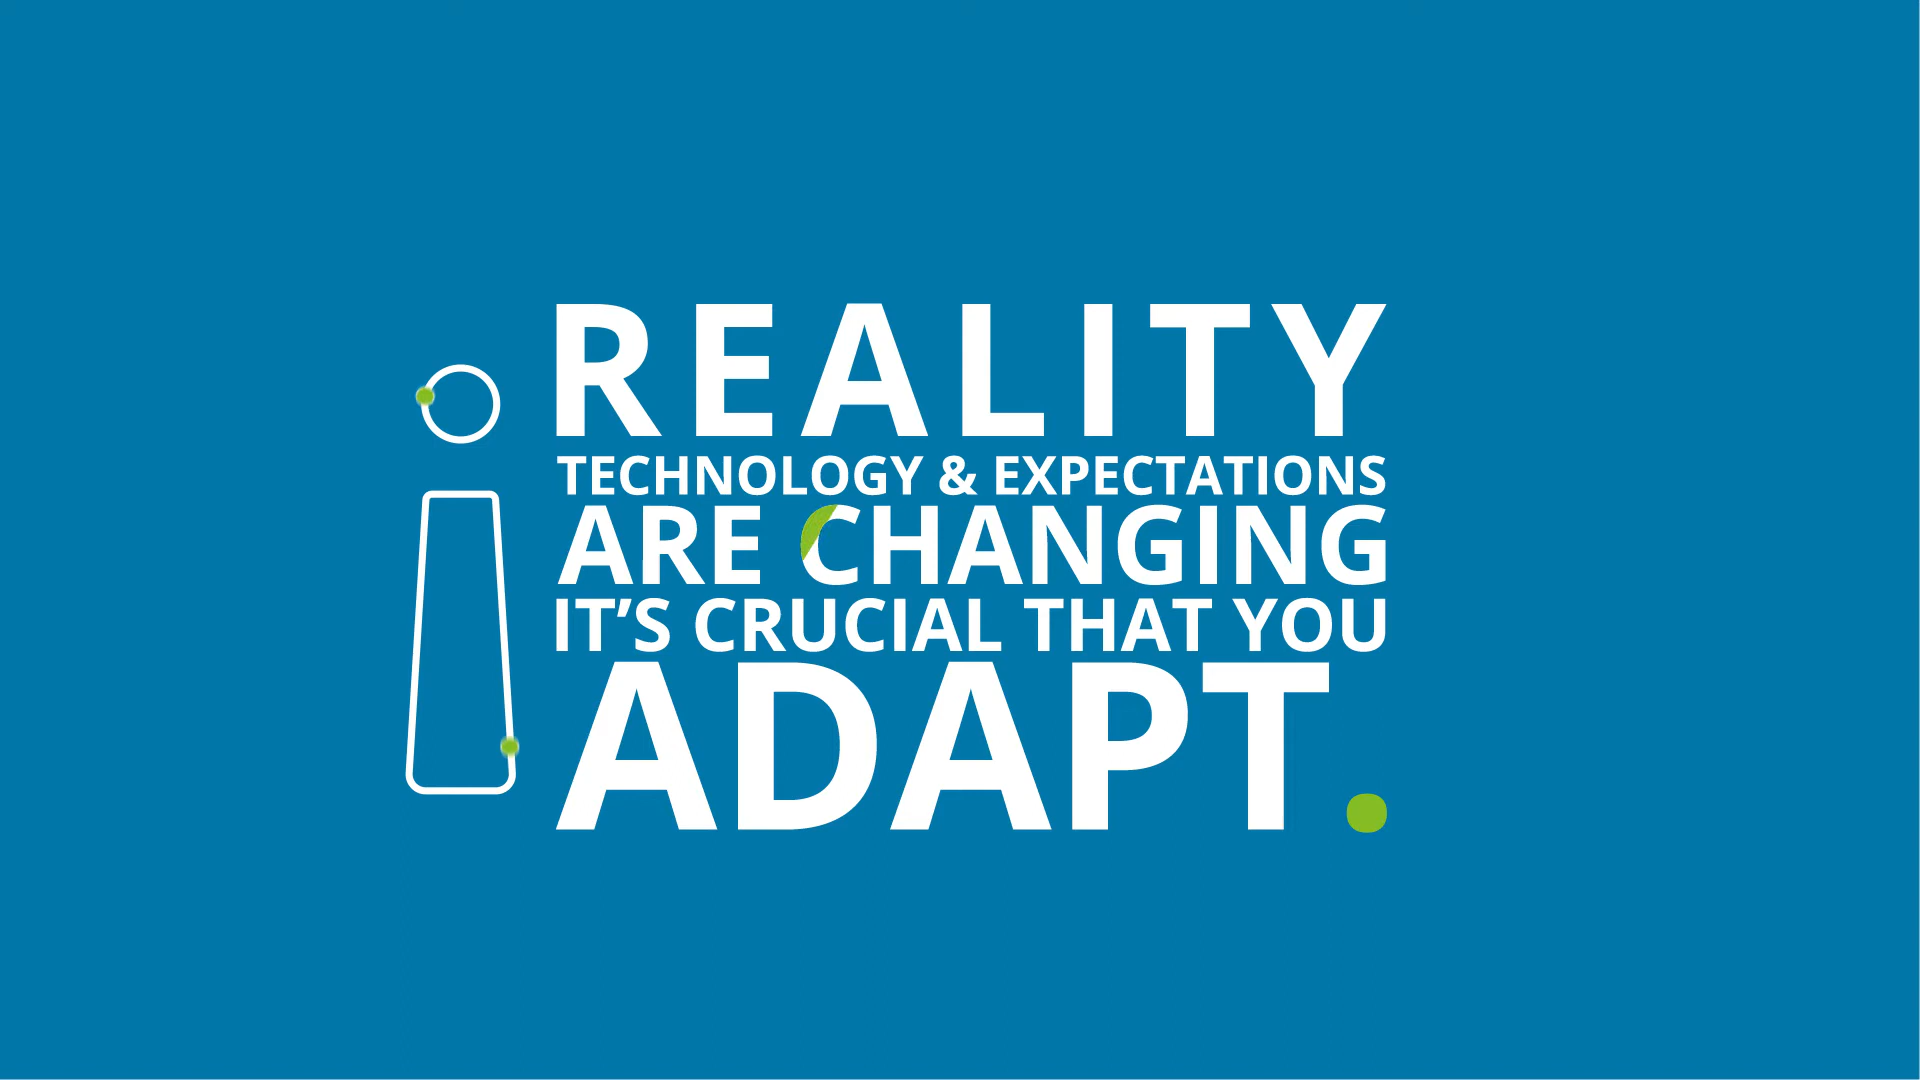 REALITY
TECHNOLOGY & EXPECTATIONS
ARE CHANGING
IT’S CRUCIAL THAT YOU
ADAPT.